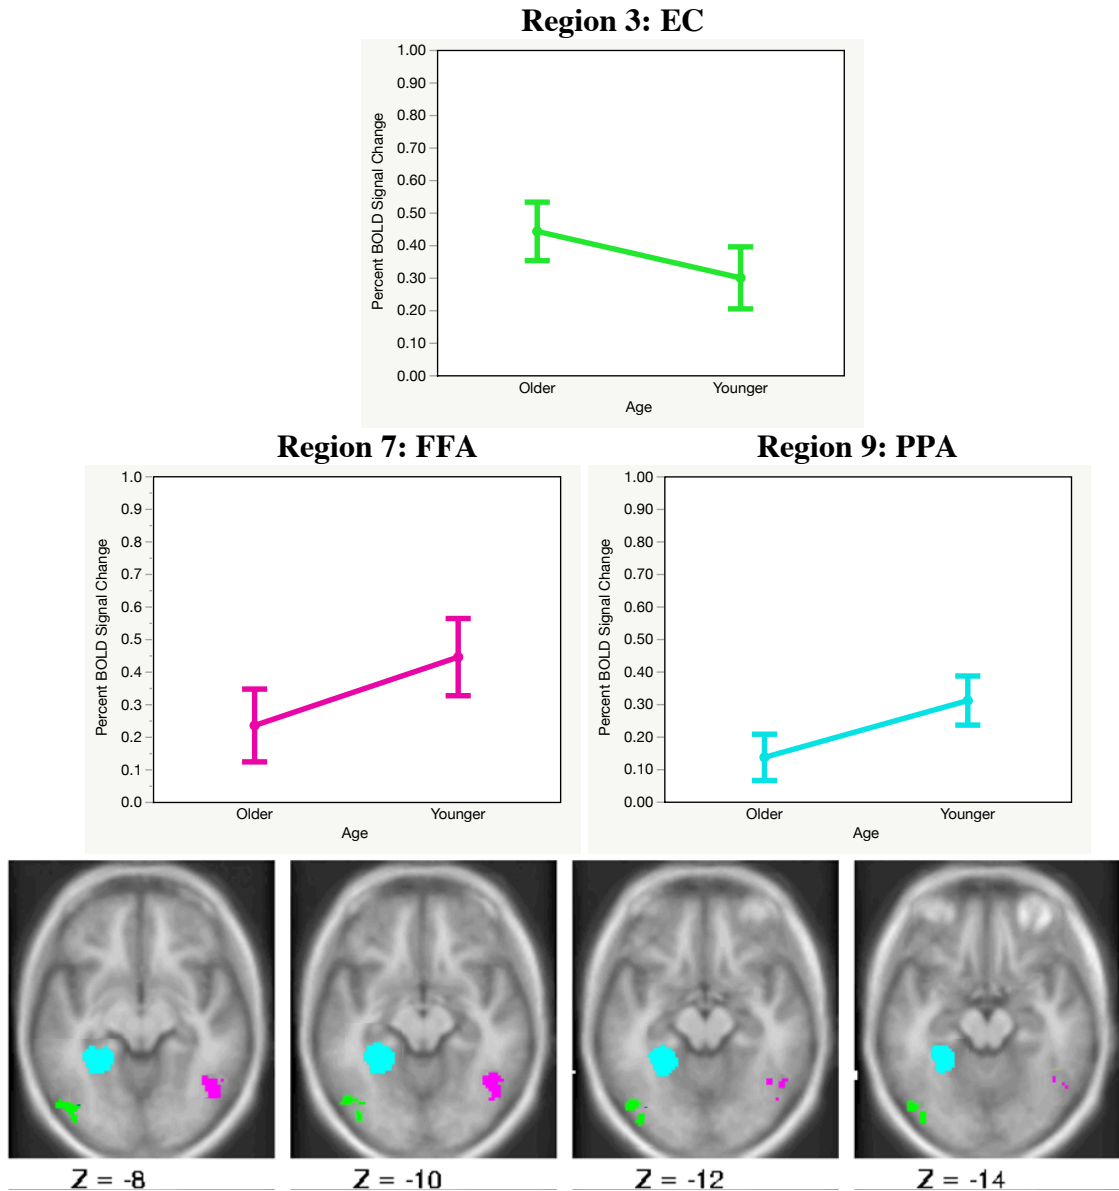 Region 3: EC
1.00
0.90
0.80
0.70
0.60
0.50
0.40
0.30
0.20
0.10
0.00
Percent BOLD Signal Change
Older
Younger
Age
Region 7: FFA
1.00
0.9
0.8
0.7
0.6
0.5
0.4
0.3
0.2
0.1
0.0
Percent BOLD Signal Change
Older
Younger
Age
Region 9: PPA
1.00
0.90
0.80
0.70
0.60
0.50
0.40
0.30
0.20
0.10
0.00
Percent BOLD Signal Change
Older
Younger
Age
Z = -8
Z = -10
Z = -12
Z = -14